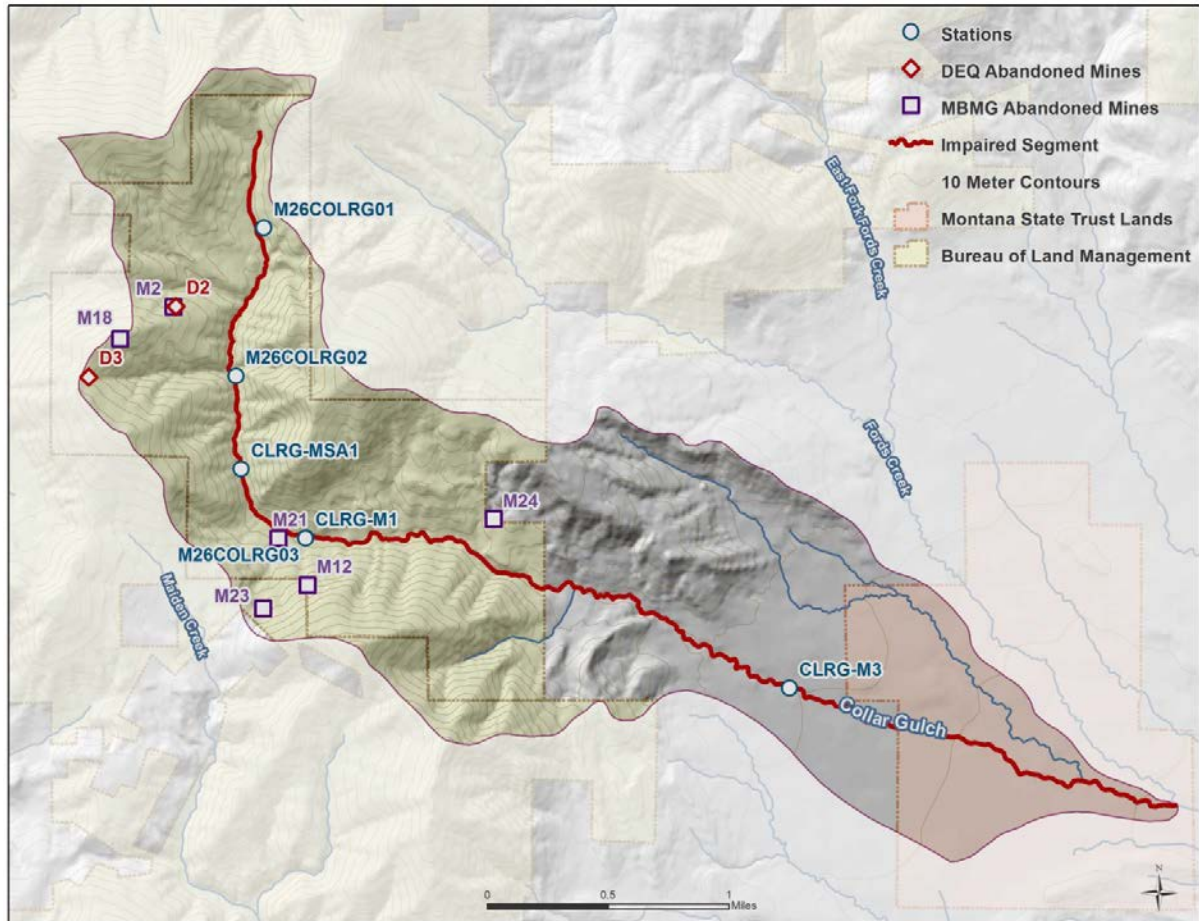 Stations
DEQ Abandoned Mines
MBMG Abandoned Mines
Impaired Segment
10 Meter Contours
Montana State Trust Lands
Bureau of Land Management
East Fork Fords Creek
M26COLRG01
M2
D2
M18
D3
M26COLRG02
Fords Creek
CLRG-MSA1
M24
M21
CLRG-M1
M26COLRG03
M12
M23
Maiden Creek
CLRG-M3
Collar Gulch
0
0.5
1
Miles
N